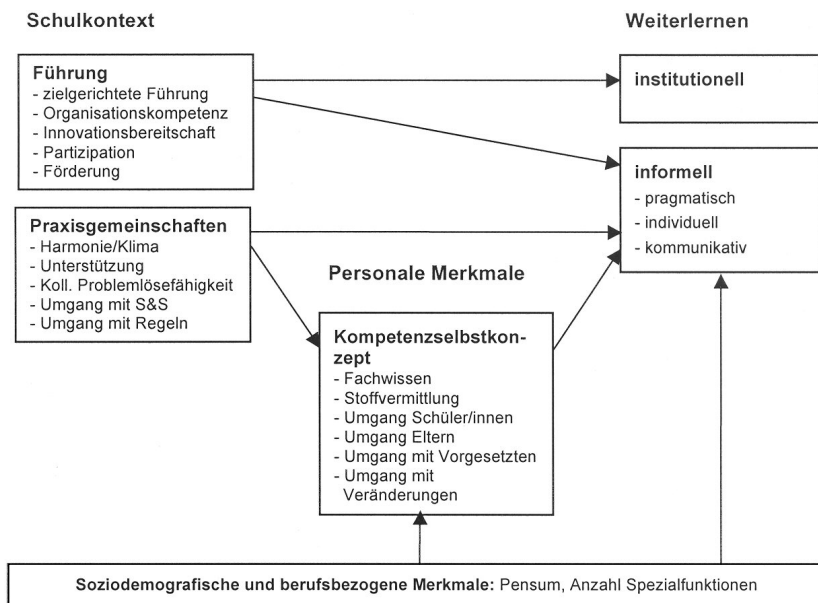 Schulkontext
Weiterlernen
Führung
- zielgerichtete Führung
- Organisationskompetenz
- Innovationsbereitschaft
- Partizipation
- Förderung
institutionell
informell
- pragmatisch
- individuell
- kommunikativ
Praxisgemeinschaften
- Harmonie/Klima
- Unterstützung
- Koll. Problemlösefähigkeit
- Umgang mit S&S
- Umgang mit Regeln
Personale Merkmale
Kompetenzselbstkon-
zept
- Fachwissen
- Stoffvermittlung
- Umgang Schüler/innen
- Umgang Eltern
- Umgang mit Vorgesetzten
- Umgang mit
Veränderungen
Soziodemografische und berufsbezogene Merkmale: Pensum, Anzahl Spezialfunktionen